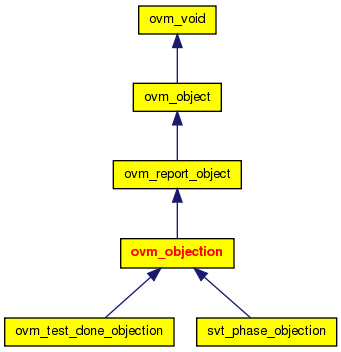 ovm_void
ovm_object
ovm_report_object
ovm_objection
ovm_test_done_objection
svt_phase_objection